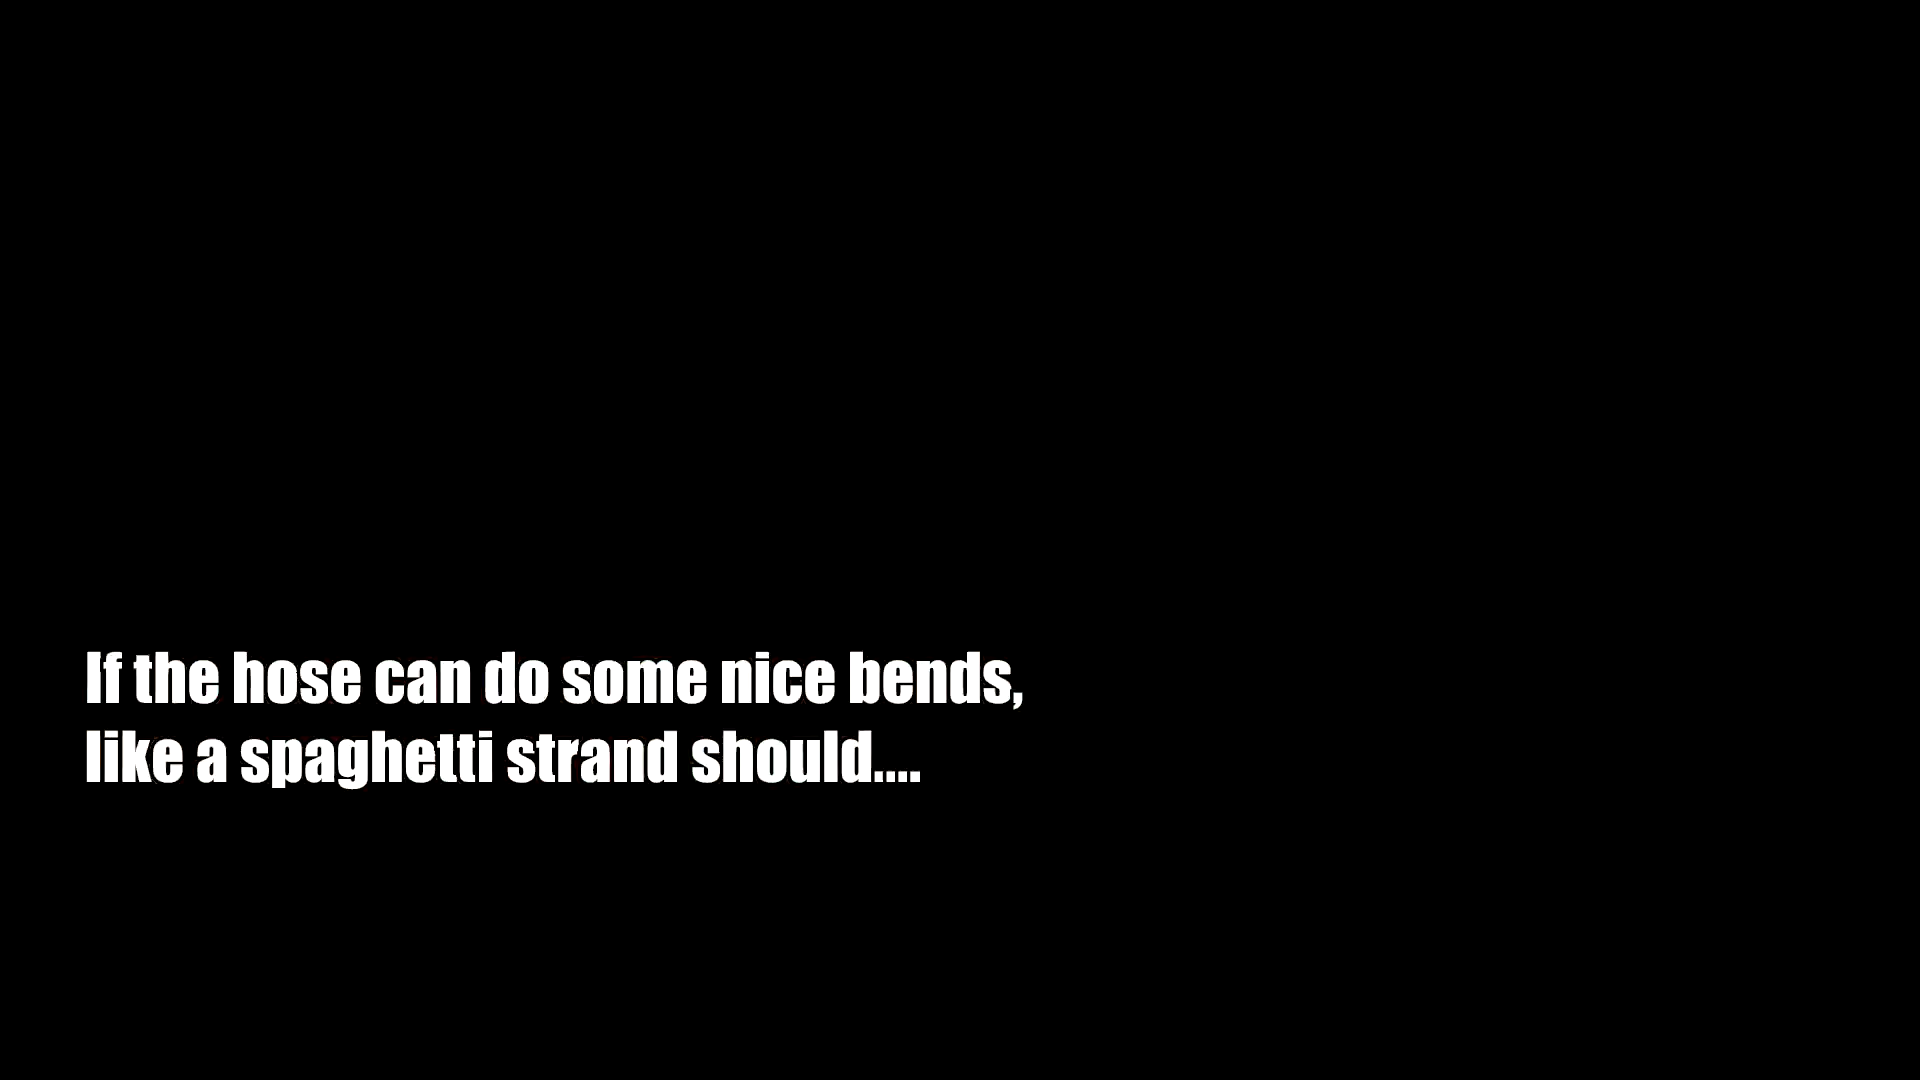 If the hose can do some nice bends,
like a spaghetti strand should....